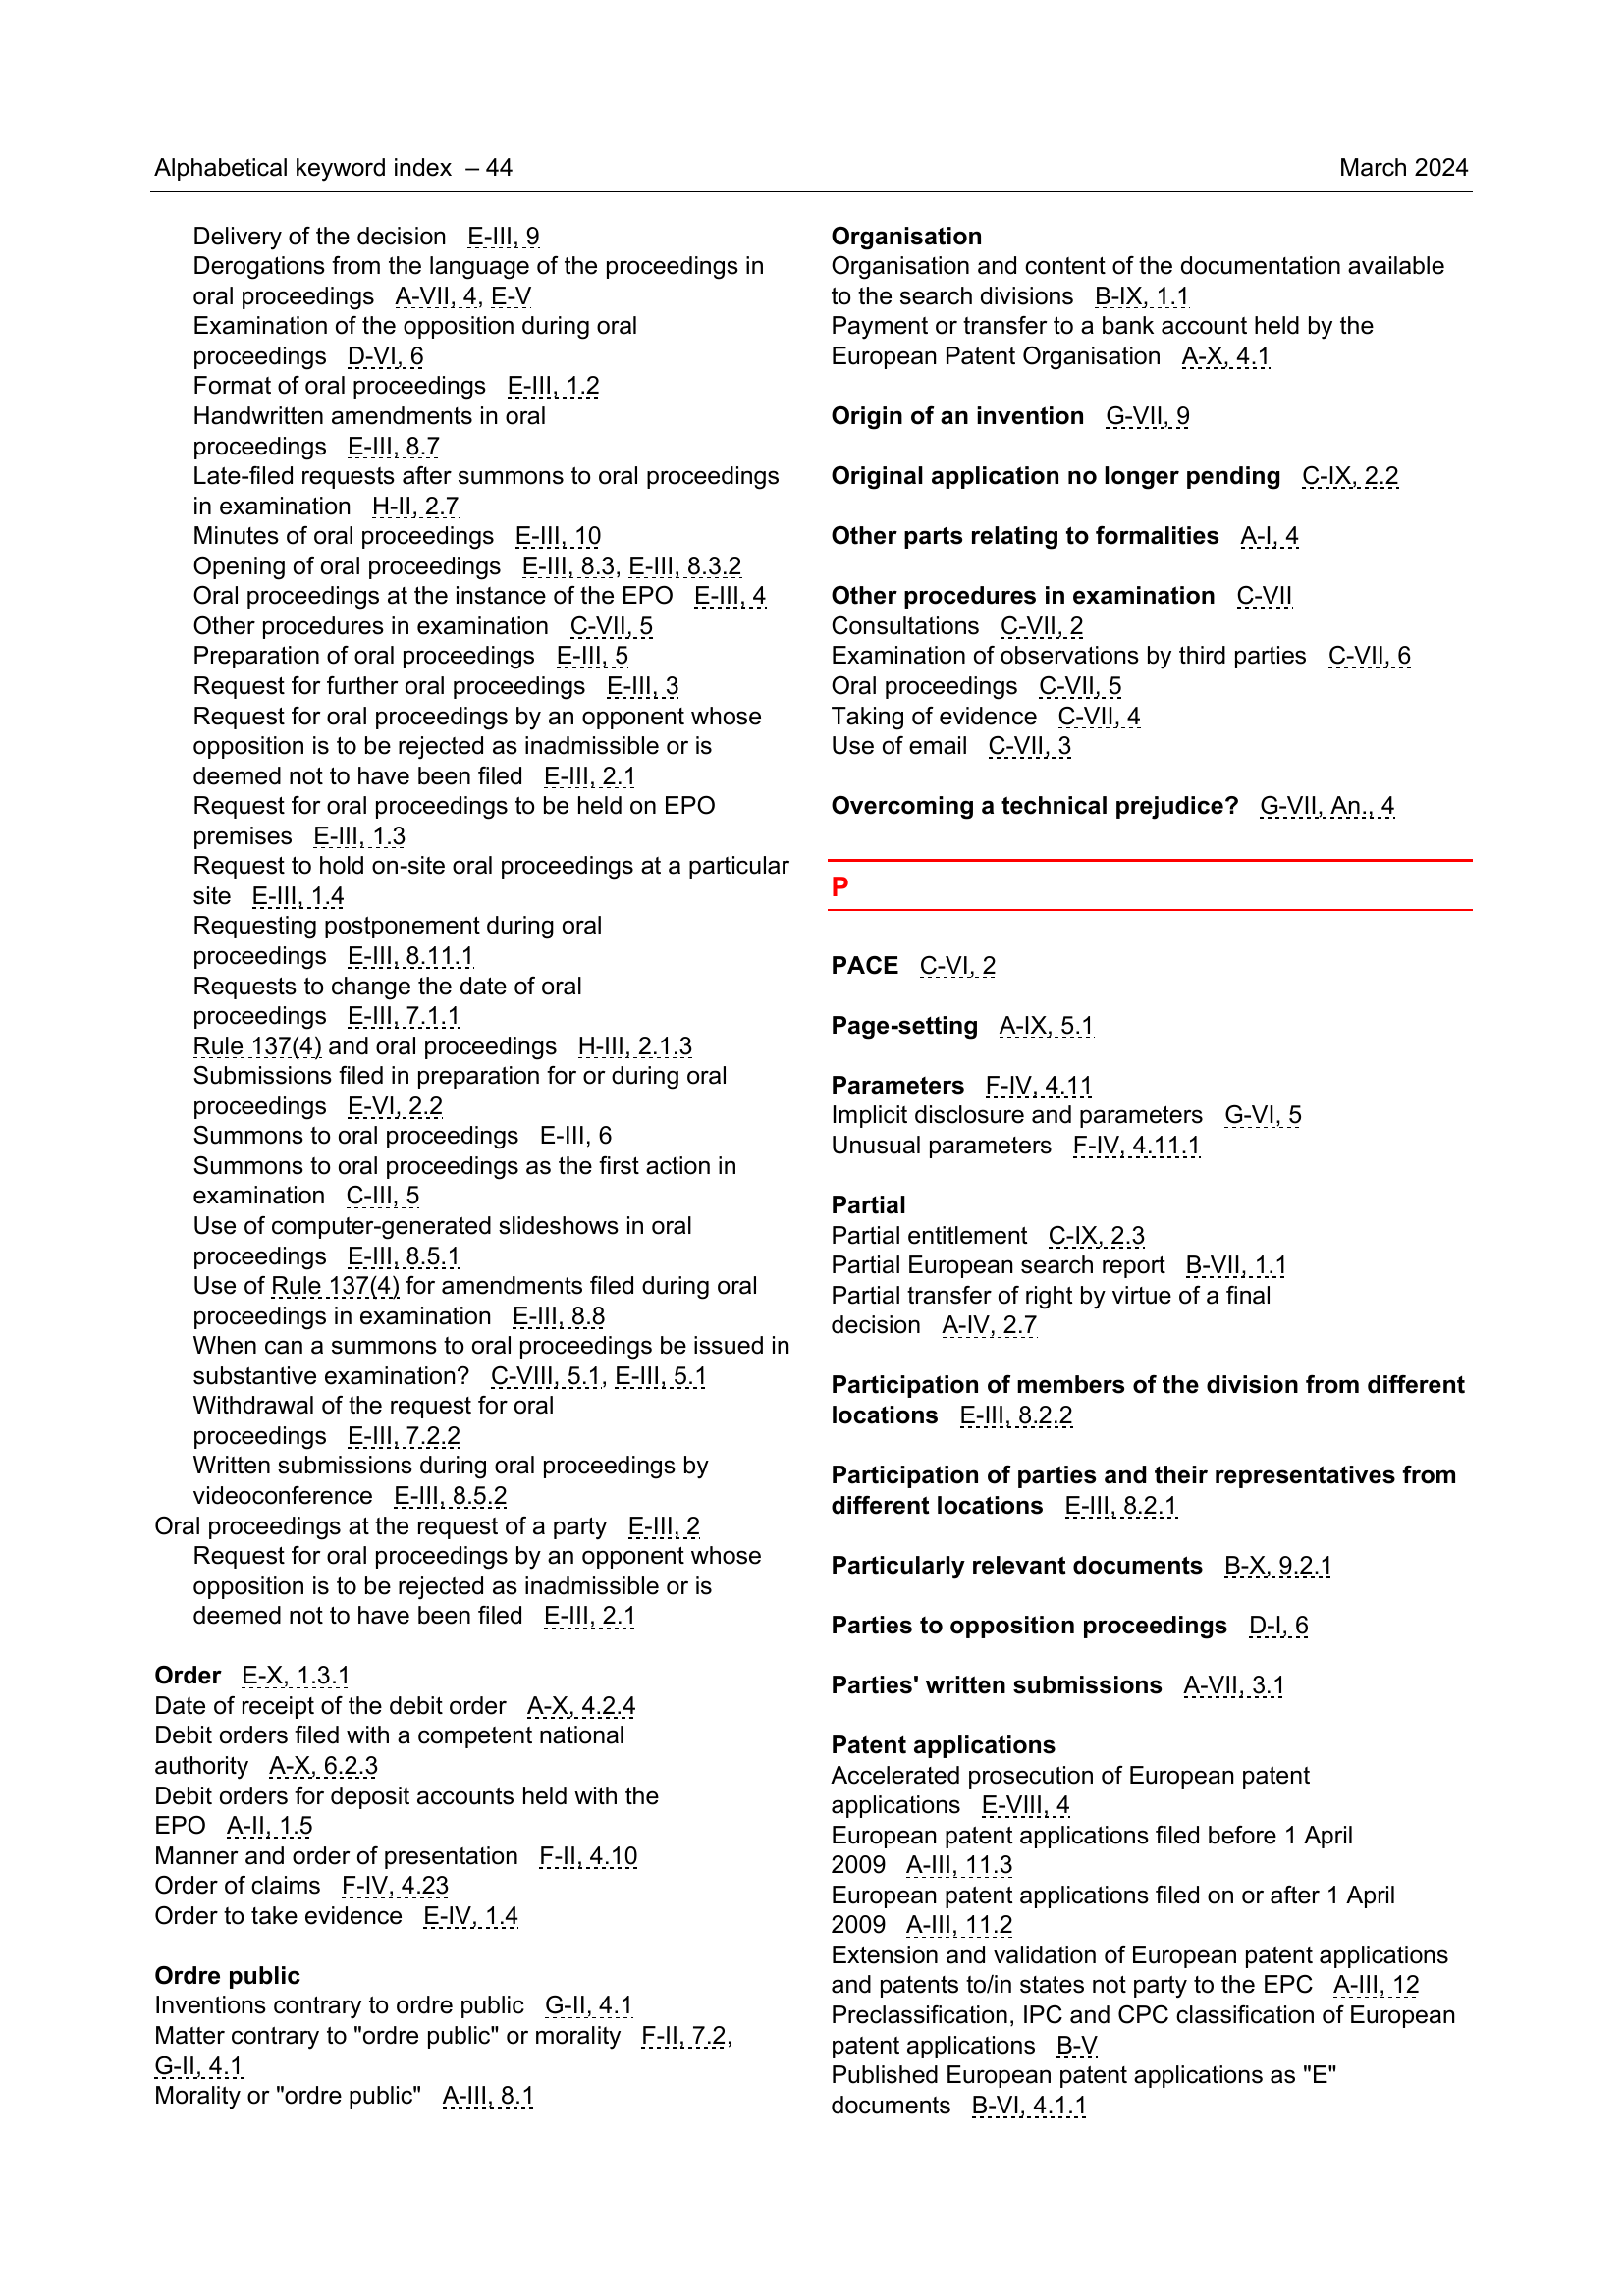 Alphabetical keyword index – 44
March 2024
Delivery of the decision E-III, 9
Derogations from the language of the proceedings in
oral proceedings A-VII, 4, E-V
Examination of the opposition during oral
proceedings D-VI, 6
Format of oral proceedings E-III, 1.2
Handwritten amendments in oral
proceedings E-III, 8.7
Late-filed requests after summons to oral proceedings
in examination H-II, 2.7
Minutes of oral proceedings E-III, 10
Opening of oral proceedings E-III, 8.3, E-III, 8.3.2
Oral proceedings at the instance of the EPO E-III, 4
Other procedures in examination C-VII, 5
Preparation of oral proceedings E-III, 5
Request for further oral proceedings E-III, 3
Request for oral proceedings by an opponent whose
opposition is to be rejected as inadmissible or is
deemed not to have been filed E-III, 2.1
Request for oral proceedings to be held on EPO
premises E-III, 1.3
Request to hold on-site oral proceedings at a particular
site E-III, 1.4
Requesting postponement during oral
proceedings E-III, 8.11.1
Requests to change the date of oral
proceedings E-III, 7.1.1
Rule 137(4) and oral proceedings H-III, 2.1.3
Submissions filed in preparation for or during oral
proceedings E-VI, 2.2
Summons to oral proceedings E-III, 6
Summons to oral proceedings as the first action in
examination C-III, 5
Use of computer-generated slideshows in oral
proceedings E-III, 8.5.1
Use of Rule 137(4) for amendments filed during oral
proceedings in examination E-III, 8.8
When can a summons to oral proceedings be issued in
substantive examination? C-VIII, 5.1, E-III, 5.1
Withdrawal of the request for oral
proceedings E-III, 7.2.2
Written submissions during oral proceedings by
videoconference E-III, 8.5.2
Oral proceedings at the request of a party E-III, 2
Request for oral proceedings by an opponent whose
opposition is to be rejected as inadmissible or is
deemed not to have been filed E-III, 2.1
Order E-X, 1.3.1
Date of receipt of the debit order A-X, 4.2.4
Debit orders filed with a competent national
authority A-X, 6.2.3
Debit orders for deposit accounts held with the
EPO A-II, 1.5
Manner and order of presentation F-II, 4.10
Order of claims F-IV, 4.23
Order to take evidence E-IV, 1.4
Ordre public
Inventions contrary to ordre public G-II, 4.1
Matter contrary to "ordre public" or morality F-II, 7.2,
G-II, 4.1
Morality or "ordre public" A-III, 8.1
Organisation
Organisation and content of the documentation available
to the search divisions B-IX, 1.1
Payment or transfer to a bank account held by the
European Patent Organisation A-X, 4.1
Origin of an invention G-VII, 9
Original application no longer pending C-IX, 2.2
Other parts relating to formalities A-I, 4
Other procedures in examination C-VII
Consultations C-VII, 2
Examination of observations by third parties C-VII, 6
Oral proceedings C-VII, 5
Taking of evidence C-VII, 4
Use of email C-VII, 3
Overcoming a technical prejudice? G-VII, An., 4
P
PACE C-VI, 2
Page-setting A-IX, 5.1
Parameters F-IV, 4.11
Implicit disclosure and parameters G-VI, 5
Unusual parameters F-IV, 4.11.1
Partial
Partial entitlement C-IX, 2.3
Partial European search report B-VII, 1.1
Partial transfer of right by virtue of a final
decision A-IV, 2.7
Participation of members of the division from different
locations E-III, 8.2.2
Participation of parties and their representatives from
different locations E-III, 8.2.1
Particularly relevant documents B-X, 9.2.1
Parties to opposition proceedings D-I, 6
Parties' written submissions A-VII, 3.1
Patent applications
Accelerated prosecution of European patent
applications E-VIII, 4
European patent applications filed before 1 April
2009 A-III, 11.3
European patent applications filed on or after 1 April
2009 A-III, 11.2
Extension and validation of European patent applications
and patents to/in states not party to the EPC A-III, 12
Preclassification, IPC and CPC classification of European
patent applications B-V
Published European patent applications as "E"
documents B-VI, 4.1.1